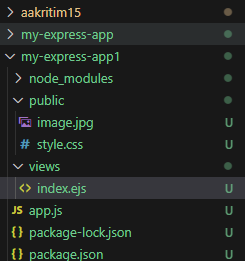 aakritim15
my-express-app
my-express-app1
node_modules
public
image.jpg U
# style.css U
views
<> index.ejs U
JS app.js U
{} package-lock.json U
{} package.json U